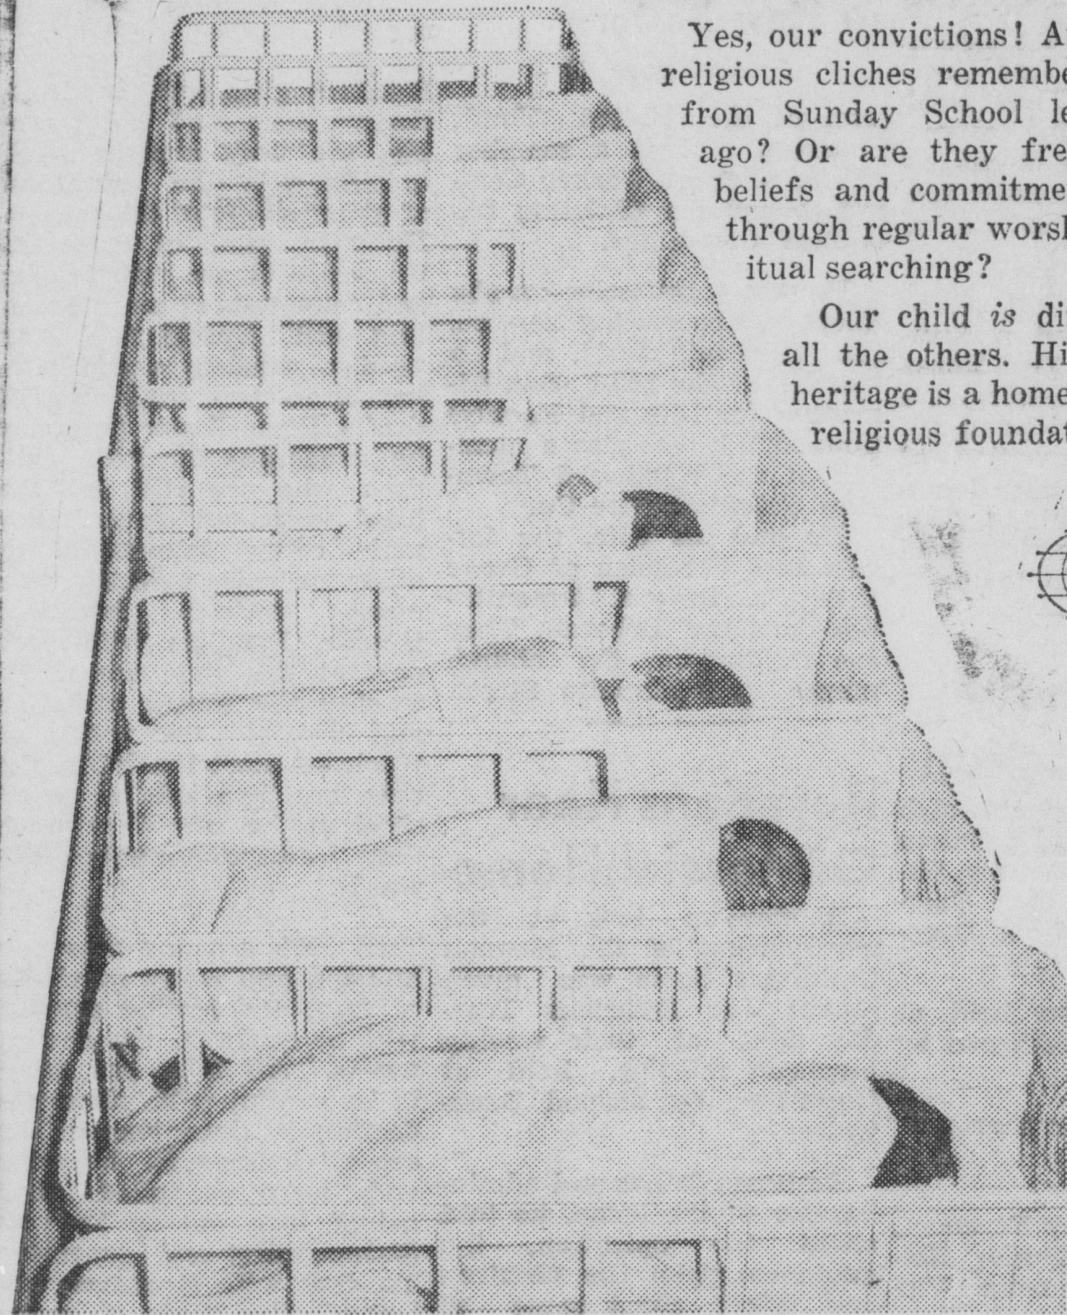 Yes, our convictions! A
religious cliches remembe
from Sunday School le
ago? Or are they fre
beliefs and commitme
through regular worsh
itual searching?
Our child is di
all the others. Hi
heritage is a home
religious foundat